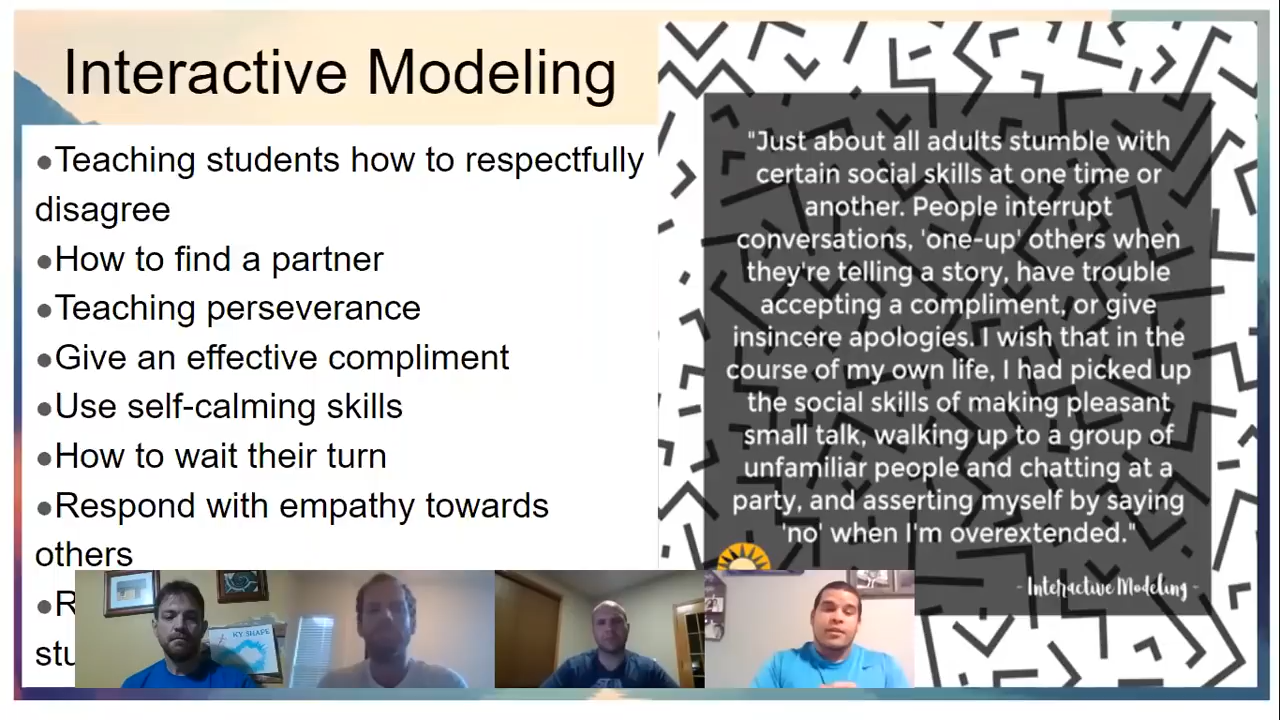 Interactive Modeling
●Teaching students how to respectfully
disagree
●How to find a partner
●Teaching perseverance
●Give an effective compliment
●Use self-calming skills
●How to wait their turn
●Respond with empathy towards
others
"Just about all adults stumble with
certain social skills at one time or
another. People interrupt
conversations, 'one-up' others when
they're telling a story, have trouble
accepting a compliment, or give
insincere apologies. I wish that in the
course of my own life, I had picked up
the social skills of making pleasant
small talk, walking up to a group of
unfamiliar people and chatting at a
party, and asserting myself by saying
'no' when I'm overextended."
- Interactive Modeling -
KY SHAPE